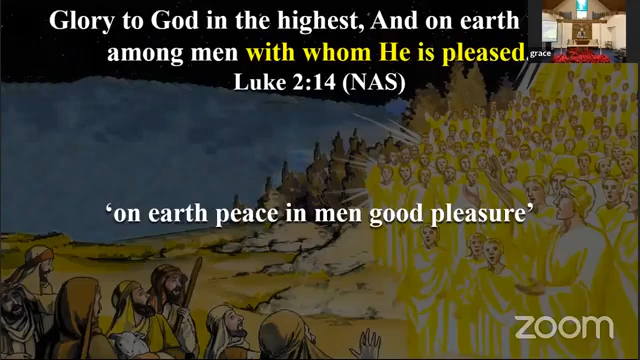 Glory to God in the highest, And on earth
among men with whom He is pleased.
Luke 2:14 (NAS)
grace
‘on earth peace in men good pleasure’
zoom